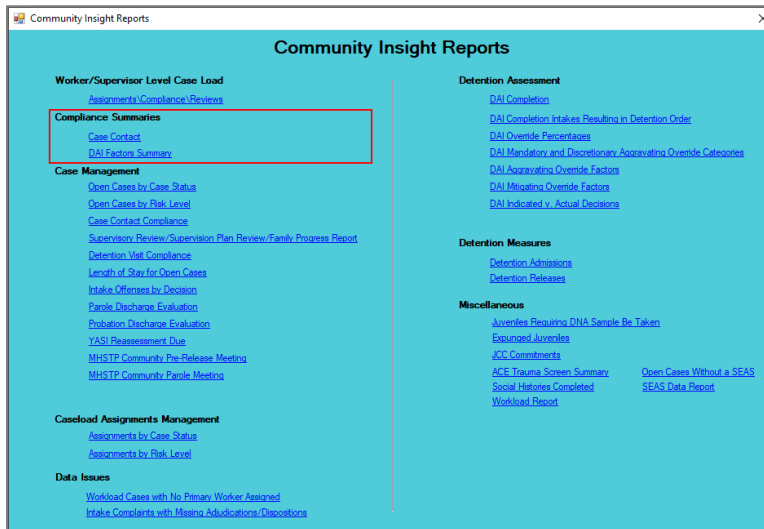 Community Insight Reports
Community Insight Reports
Worker/Supervisor Level Case Load
Assignments\Compliance\Reviews
Compliance Summaries
Case Contact
DAI Factors Summary
Case Management
Open Cases by Case Status
Open Cases by Risk Level
Case Contact Compliance
Supervisory Review/Supervision Plan Review/Family Progress Report
Detention Visit Compliance
Length of Stay for Open Cases
Intake Offenses by Decision
Parole Discharge Evaluation
Probation Discharge Evaluation
YASI Reassessment Due
MHSTP Community Pre-Release Meeting
MHSTP Community Parole Meeting
Caseload Assignments Management
Assignments by Case Status
Assignments by Risk Level
Data Issues
Workload Cases with No Primary Worker Assigned
Intake Complaints with Missing Adjudications/Dispositions
Detention Assessment
DAI Completion
DAI Completion Intakes Resulting in Detention Order
DAI Override Percentages
DAI Mandatory and Discretionary Aggravating Override Categories
DAI Aggravating Override Factors
DAI Mitigating Override Factors
DAI Indicated v. Actual Decisions
Detention Measures
Detention Admissions
Detention Releases
Miscellaneous
Juveniles Requiring DNA Sample Be Taken
Expunged Juveniles
JCC Commitments
ACE Trauma Screen Summary
Open Cases Without a SEAS
Social Histories Completed
SEAS Data Report
Workload Report